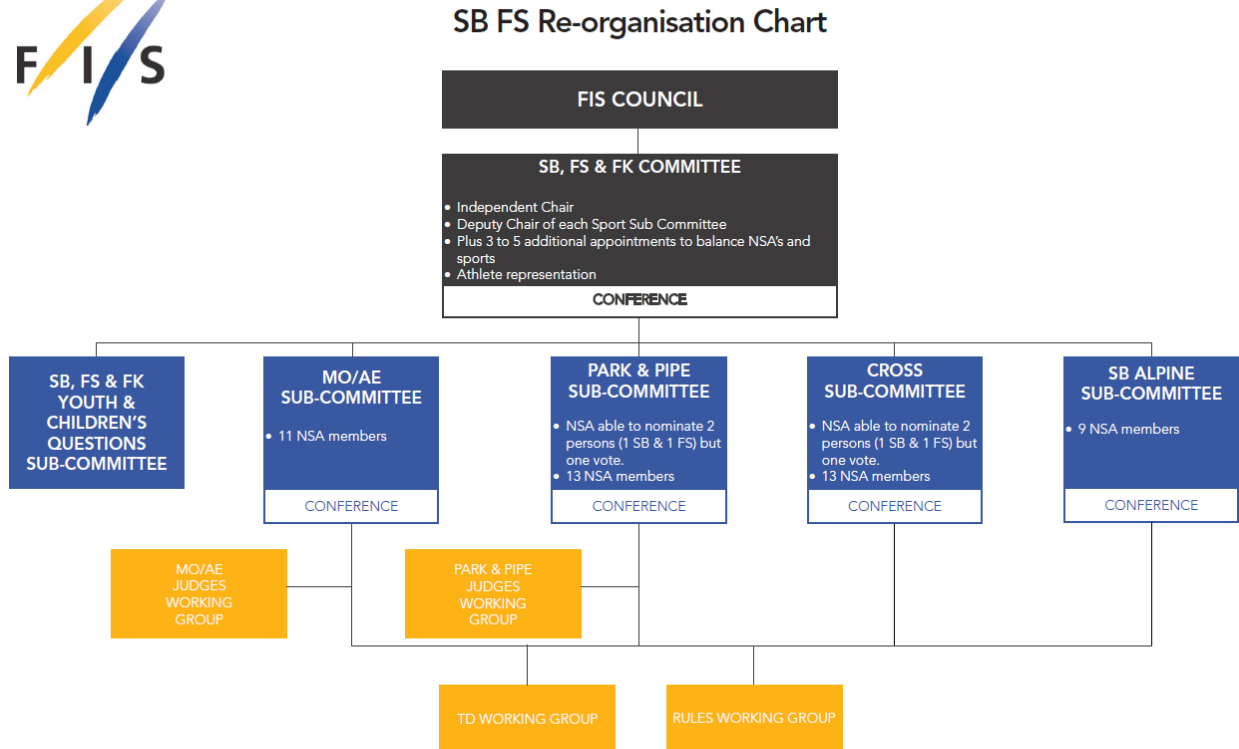 SB FS Re-organisation Chart
F I S
FIS COUNCIL
SB, FS & FK COMMITTEE
• Independent Chair
• Deputy Chair of each Sport Sub Committee
• Plus 3 to 5 additional appointments to balance NSA's and
sports
• Athlete representation
CONFERENCE
SB, FS & FK
YOUTH &
CHILDREN'S
QUESTIONS
SUB-COMMITTEE
MO/AE
SUB-COMMITTEE
• 11 NSA members
CONFERENCE
PARK & PIPE
SUB-COMMITTEE
• NSA able to nominate 2
persons (1 SB & 1 FS) but
one vote.
• 13 NSA members
CONFERENCE
CROSS
SUB-COMMITTEE
• NSA able to nominate 2
persons (1 SB & 1 FS) but
one vote.
• 13 NSA members
CONFERENCE
SB ALPINE
SUB-COMMITTEE
• 9 NSA members
CONFERENCE
MO/AE
JUDGES
WORKING
GROUP
PARK & PIPE
JUDGES
WORKING
GROUP
TD WORKING GROUP
RULES WORKING GROUP